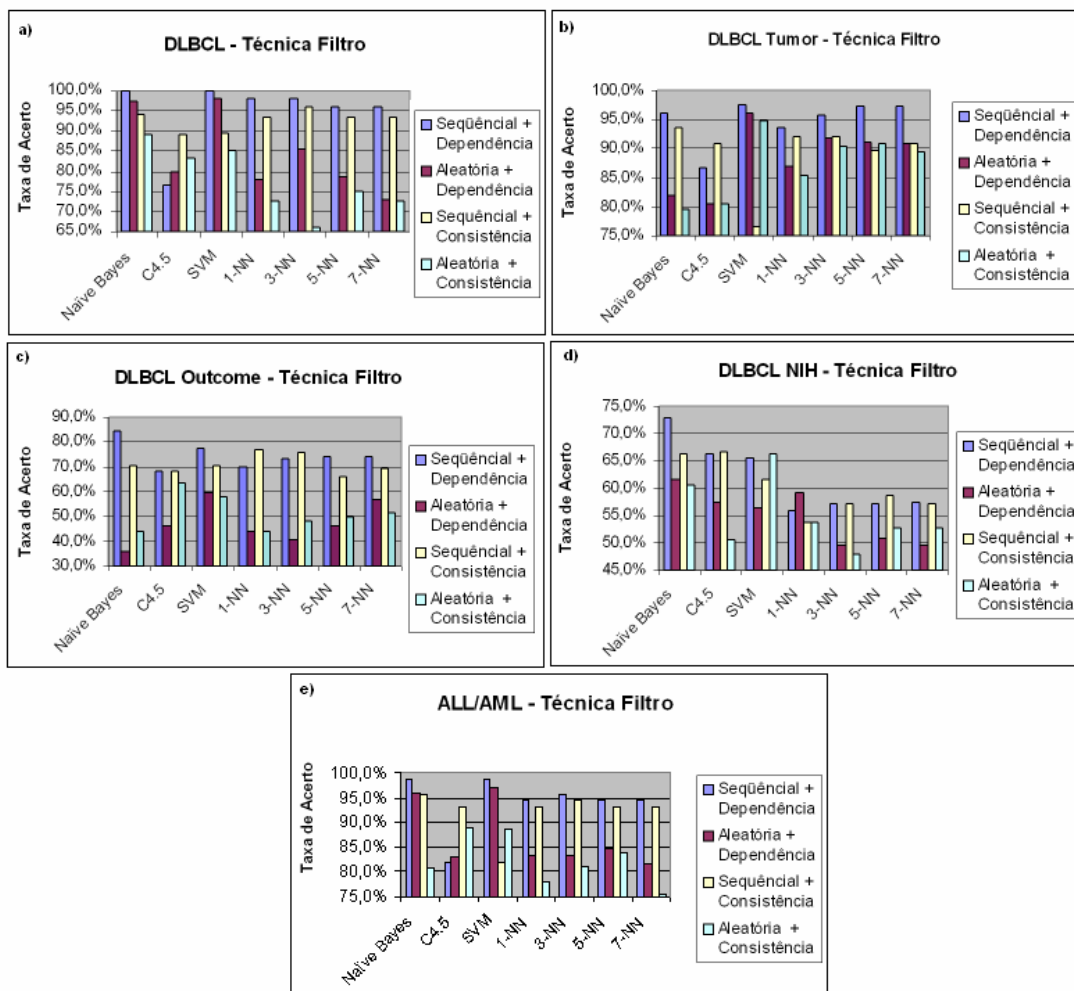 a)
DLBCL - Técnica Filtro
Taxa de Acerto
100,0%
95,0%
90,0%
85,0%
80,0%
75,0%
70,0%
65,0%
Naïve Bayes
C4.5
SVM
1-NN
3-NN
5-NN
7-NN
Seqüêncial +
Dependência
Aleatória +
Dependência
Sequêncial +
Consistência
Aleatória +
Consistência
b)
DLBCL Tumor - Técnica Filtro
Taxa de Acerto
100,0%
95,0%
90,0%
85,0%
80,0%
75,0%
Naïve Bayes
C4.5
SVM
1-NN
3-NN
5-NN
7-NN
Seqüêncial +
Dependência
Aleatória +
Dependência
Sequêncial +
Consistência
Aleatória +
Consistência
c)
DLBCL Outcome - Técnica Filtro
Taxa de Acerto
90,0%
80,0%
70,0%
60,0%
50,0%
40,0%
30,0%
Naïve Bayes
C4.5
SVM
1-NN
3-NN
5-NN
7-NN
Seqüêncial +
Dependência
Aleatória +
Dependência
Sequêncial +
Consistência
Aleatória +
Consistência
d)
DLBCL NIH - Técnica Filtro
Taxa de Acerto
75,0%
70,0%
65,0%
60,0%
55,0%
50,0%
45,0%
Naïve Bayes
C4.5
SVM
1-NN
3-NN
5-NN
7-NN
Seqüêncial +
Dependência
Aleatória +
Dependência
Sequêncial +
Consistência
Aleatória +
Consistência
e)
ALL/AML - Técnica Filtro
Taxa de Acerto
100,0%
95,0%
90,0%
85,0%
80,0%
75,0%
Naïve Bayes
C4.5
SVM
1-NN
3-NN
5-NN
7-NN
Seqüêncial +
Dependência
Aleatória +
Dependência
Sequêncial +
Consistência
Aleatória +
Consistência